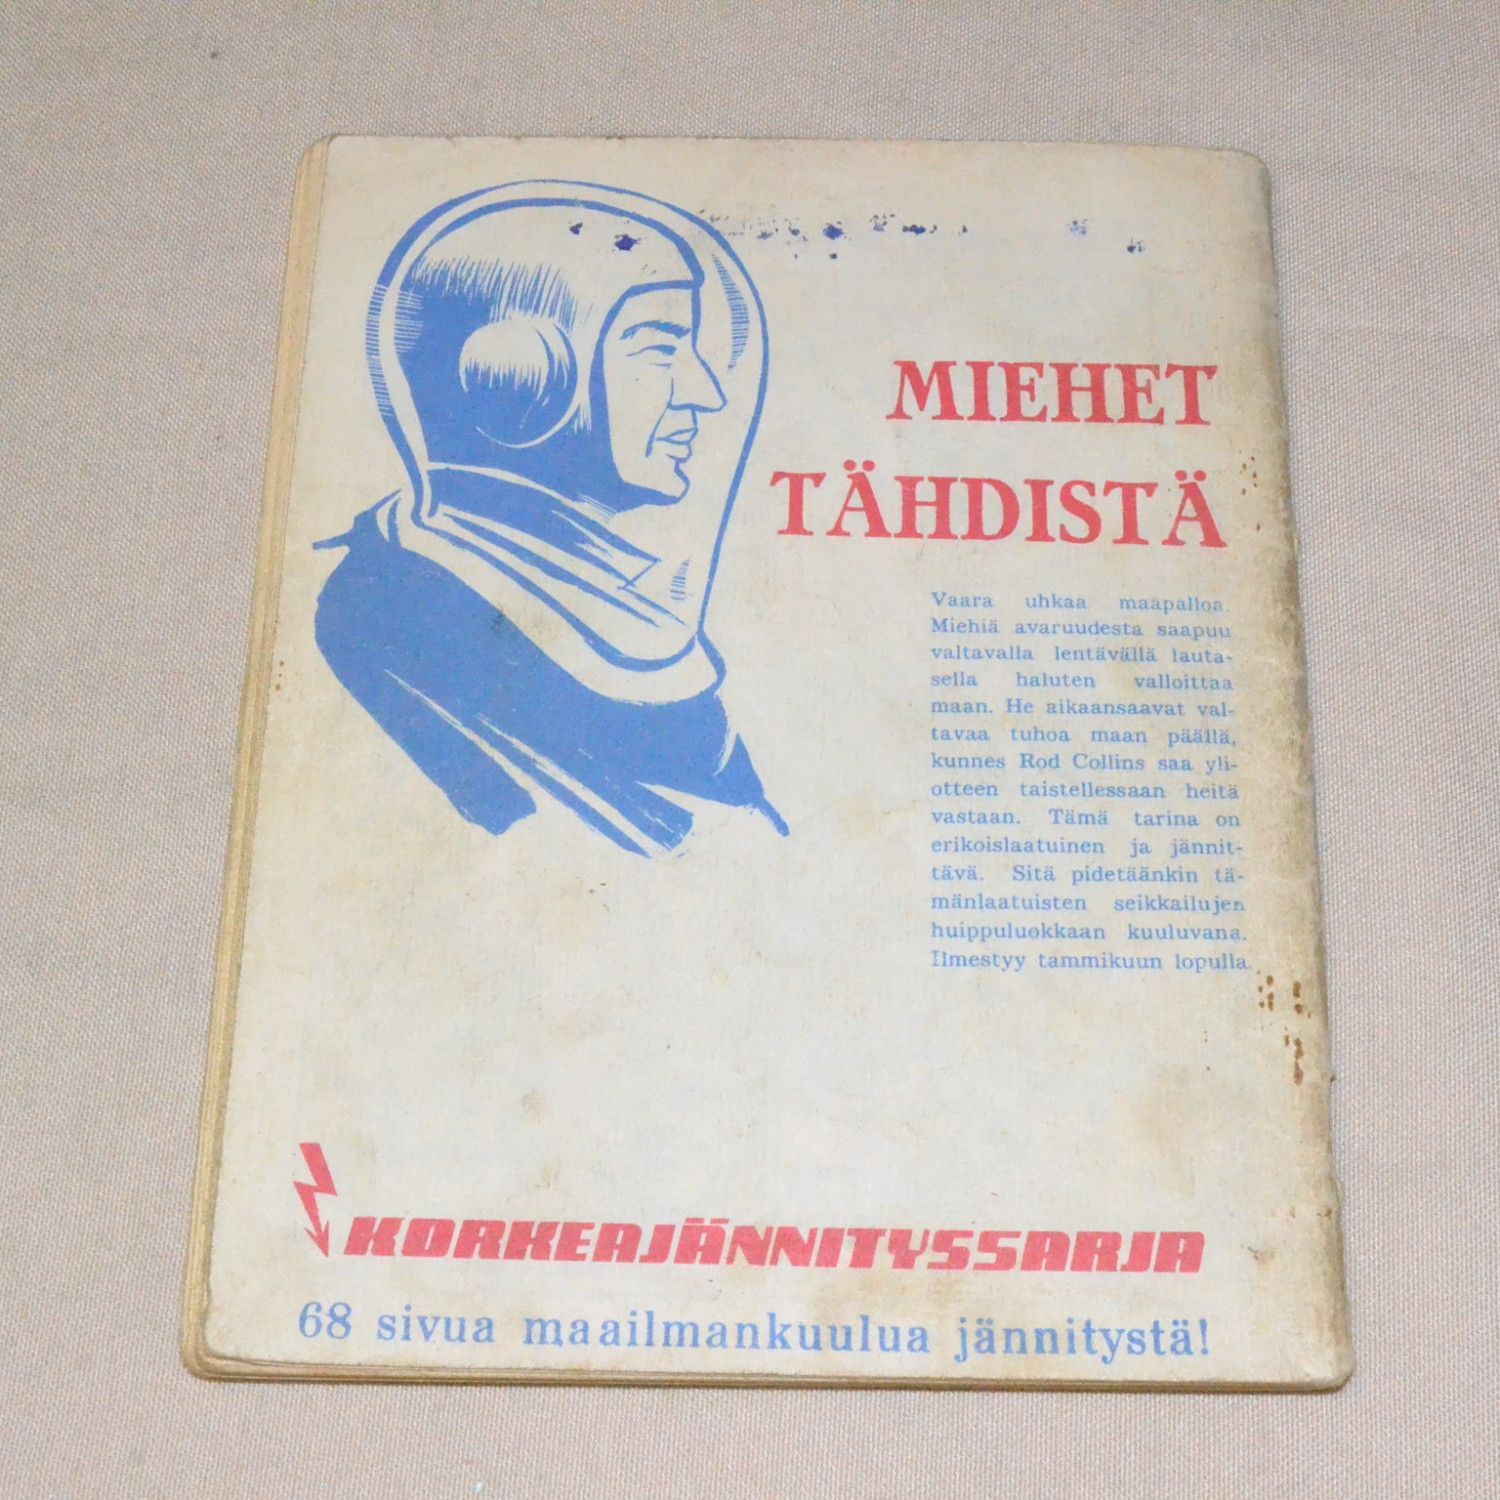 MIEHET
TÄHDISTÄ
Vaara uhkaa maapalloa.
Miehiä avaruudesta saapuu
valtavalla lentävällä lauta-
sella haluten valloittaa
maan. He aikaansaavat val-
tavaa tuhoa maan päällä,
kunnes Rod Collins saa yli-
otteen taistellessaan heitä
vastaan. Tämä tarina on
erikoislaatuinen ja jännit-
tävä. Sitä pidetäänkin tä-
mänlaatuisten seikkailujen
huippuluokkaan kuuluvana.
Ilmestyy tammikuun lopulla.
KORKEAJÄNNITYSSARJA
68 sivua maailmankuulua jännitystä!